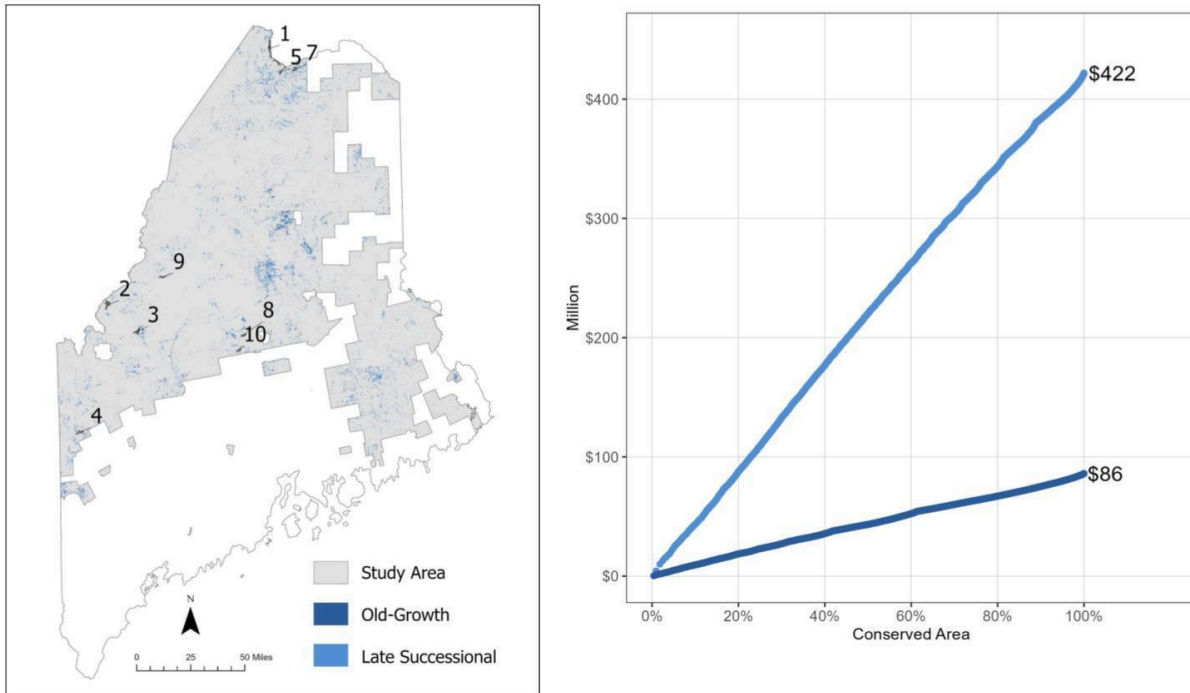 1
5 7
9
2
3
8
10
4
Study Area
Old-Growth
Late Successional
N
0 25 50 Miles
$422
$400
$300
$200
Million
$100
$86
$0
0% 20% 40% 60% 80% 100%
Conserved Area